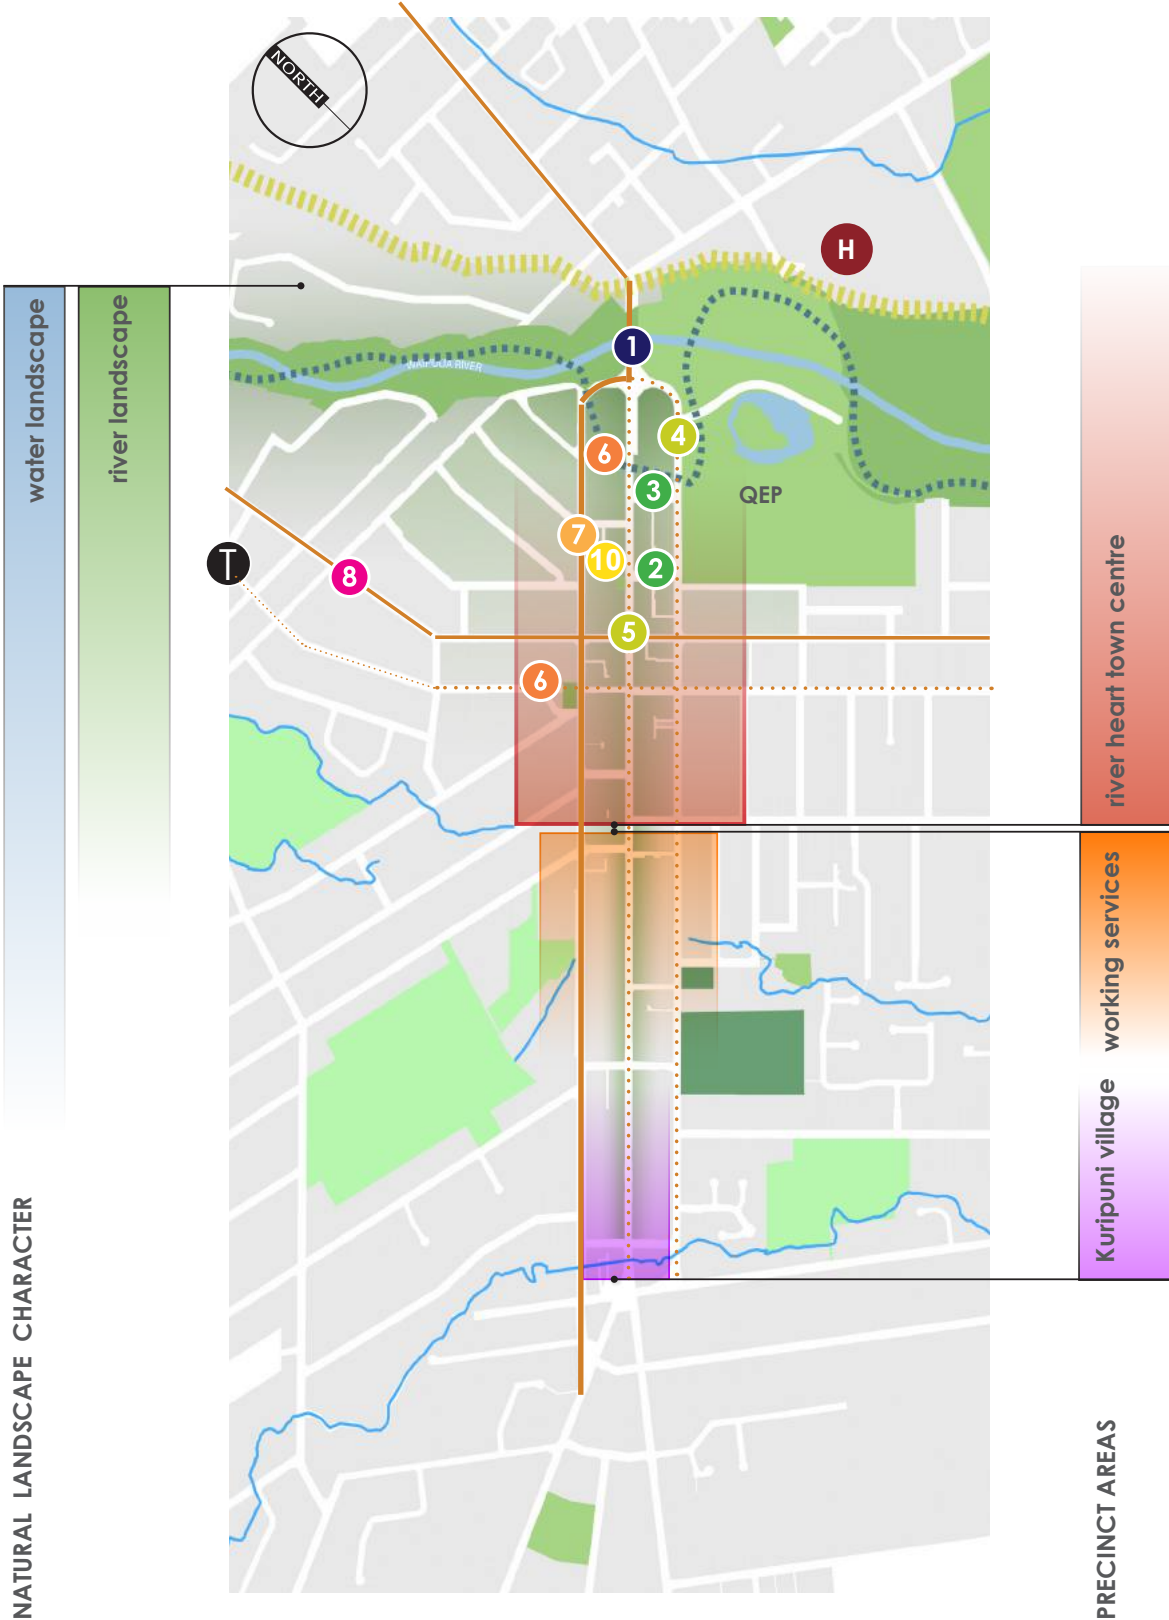 NORTH
H
water landscape
river landscape
1
WAIPOUA RIVER
4
6
3
QEP
7
10
2
T
8
5
6
river heart town centre
working services
Kuripuni village
NATURAL LANDSCAPE CHARACTER
PRECINCT AREAS